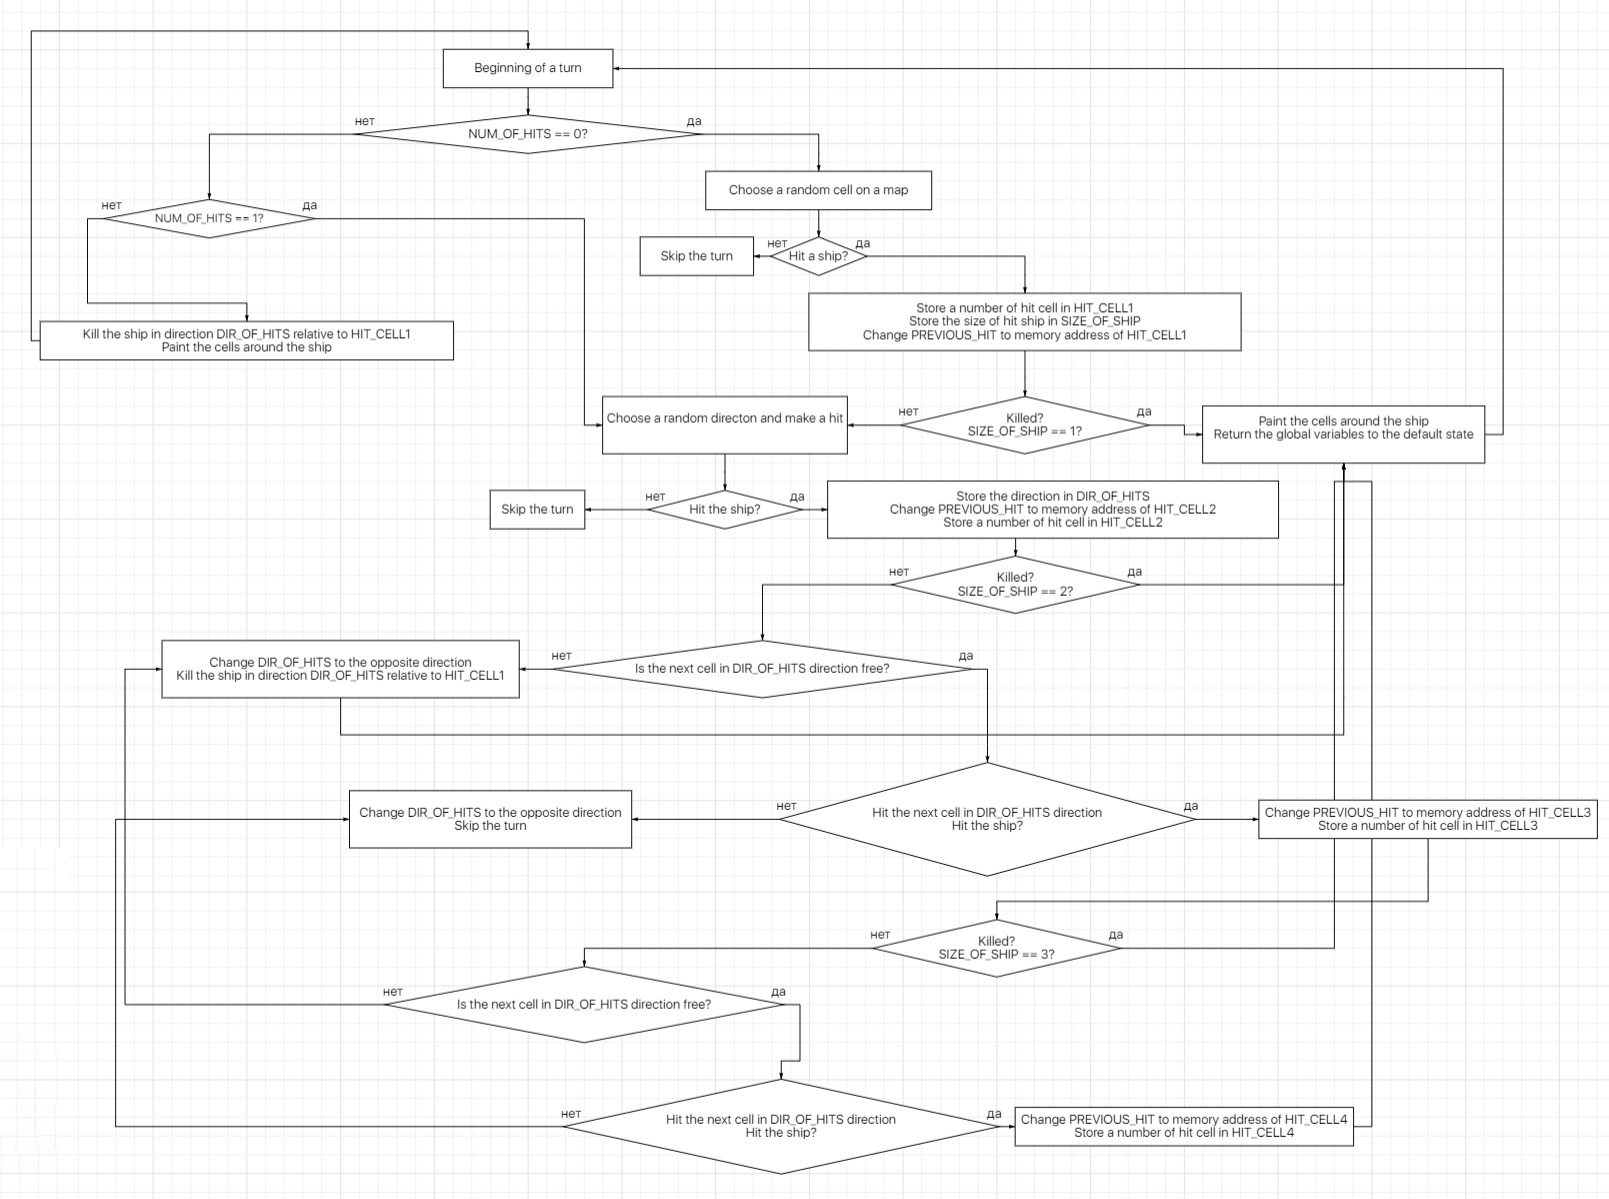 Beginning of a turn
нет
да
NUM_OF_HITS == 0?
Choose a random cell on a map
нет
да
NUM_OF_HITS == 1?
Skip the turn
нет
да
Hit a ship?
Store a number of hit cell in HIT_CELL1
Store the size of hit ship in SIZE_OF_SHIP
Change PREVIOUS_HIT to memory address of HIT_CELL1
Kill the ship in direction DIR_OF_HITS relative to HIT_CELL1
Paint the cells around the ship
Choose a random directon and make a hit
нет
да
Killed?
SIZE_OF_SHIP == 1?
Paint the cells around the ship
Return the global variables to the default state
Skip the turn
нет
да
Hit the ship?
Store the direction in DIR_OF_HITS
Change PREVIOUS_HIT to memory address of HIT_CELL2
Store a number of hit cell in HIT_CELL2
нет
да
Killed?
SIZE_OF_SHIP == 2?
Change DIR_OF_HITS to the opposite direction
Kill the ship in direction DIR_OF_HITS relative to HIT_CELL1
нет
да
Is the next cell in DIR_OF_HITS direction free?
Change DIR_OF_HITS to the opposite direction
Skip the turn
нет
да
Hit the next cell in DIR_OF_HITS direction
Hit the ship?
Change PREVIOUS_HIT to memory address of HIT_CELL3
Store a number of hit cell in HIT_CELL3
нет
да
Killed?
SIZE_OF_SHIP == 3?
нет
да
Is the next cell in DIR_OF_HITS direction free?
нет
да
Hit the next cell in DIR_OF_HITS direction
Hit the ship?
Change PREVIOUS_HIT to memory address of HIT_CELL4
Store a number of hit cell in HIT_CELL4